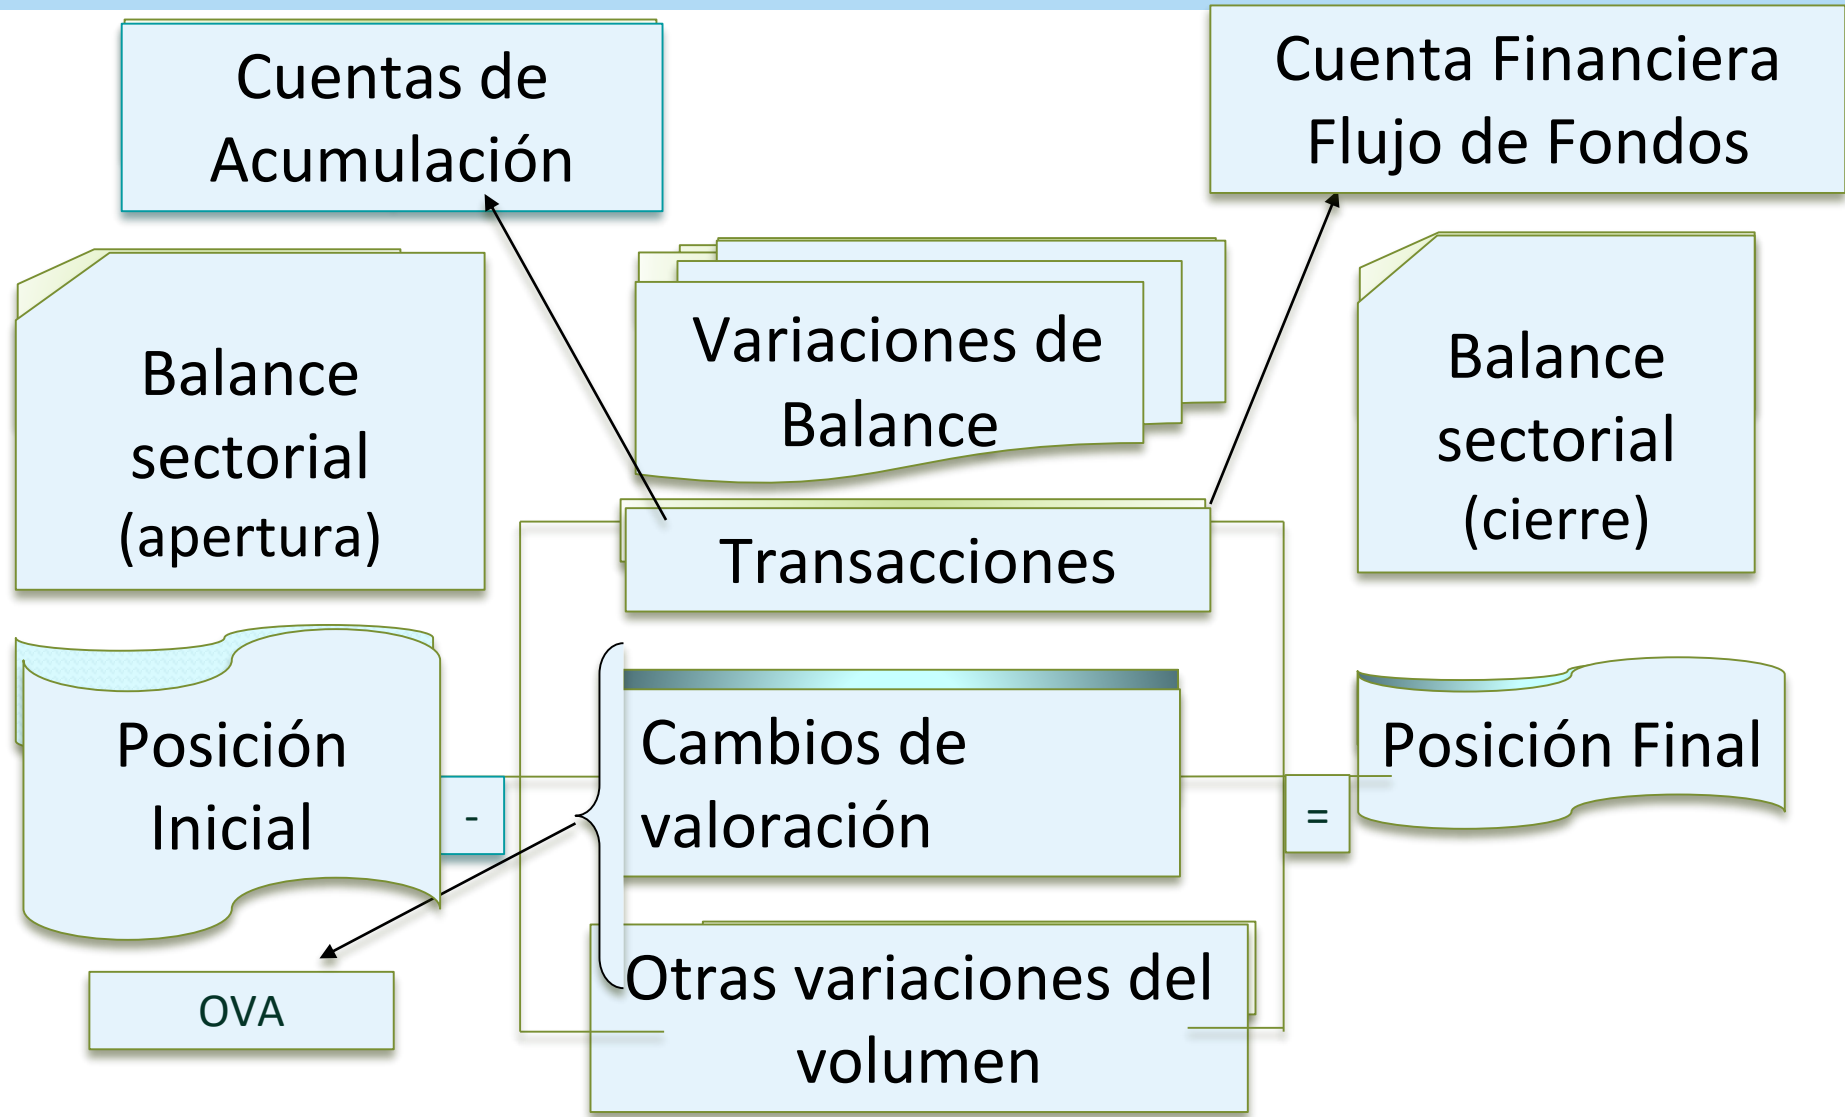 Cuentas de
Acumulación
Cuenta Financiera
Flujo de Fondos
Balance
sectorial
(apertura)
Variaciones de
Balance
Balance
sectorial
(cierre)
Transacciones
Posición
Inicial
-
Cambios de
valoración
=
Posición Final
OVA
Otras variaciones del
volumen